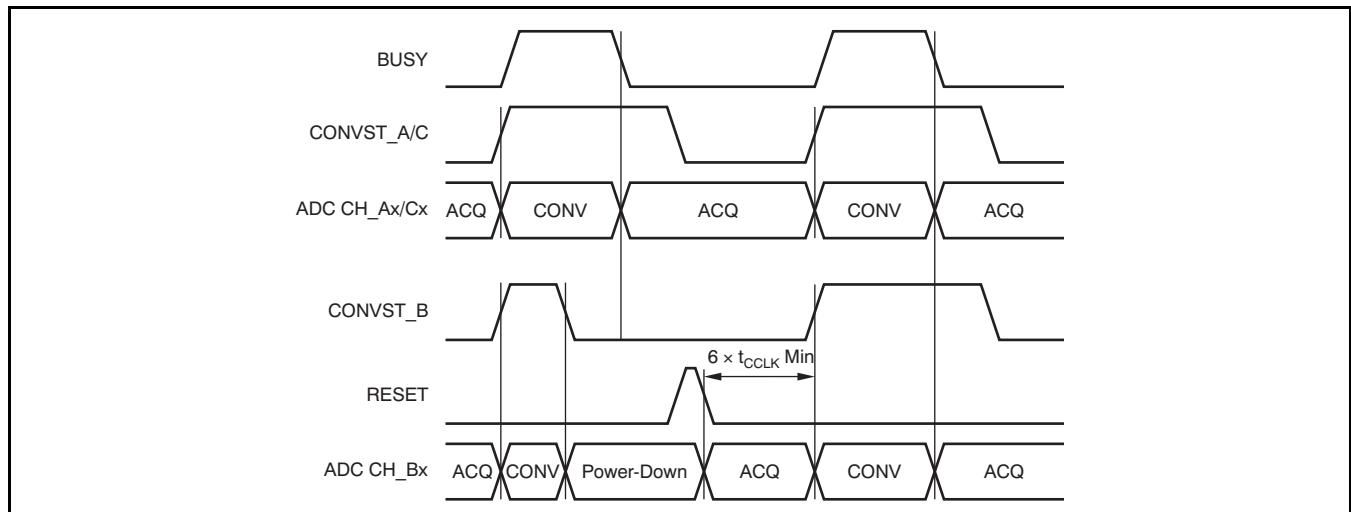 BUSY
CONVST_A/C
ADC CH_Ax/Cx ACQ CONV ACQ CONV ACQ
CONVST_B
6 × tCCLK Min
RESET
ADC CH_Bx ACQ CONV Power-Down ACQ CONV ACQ